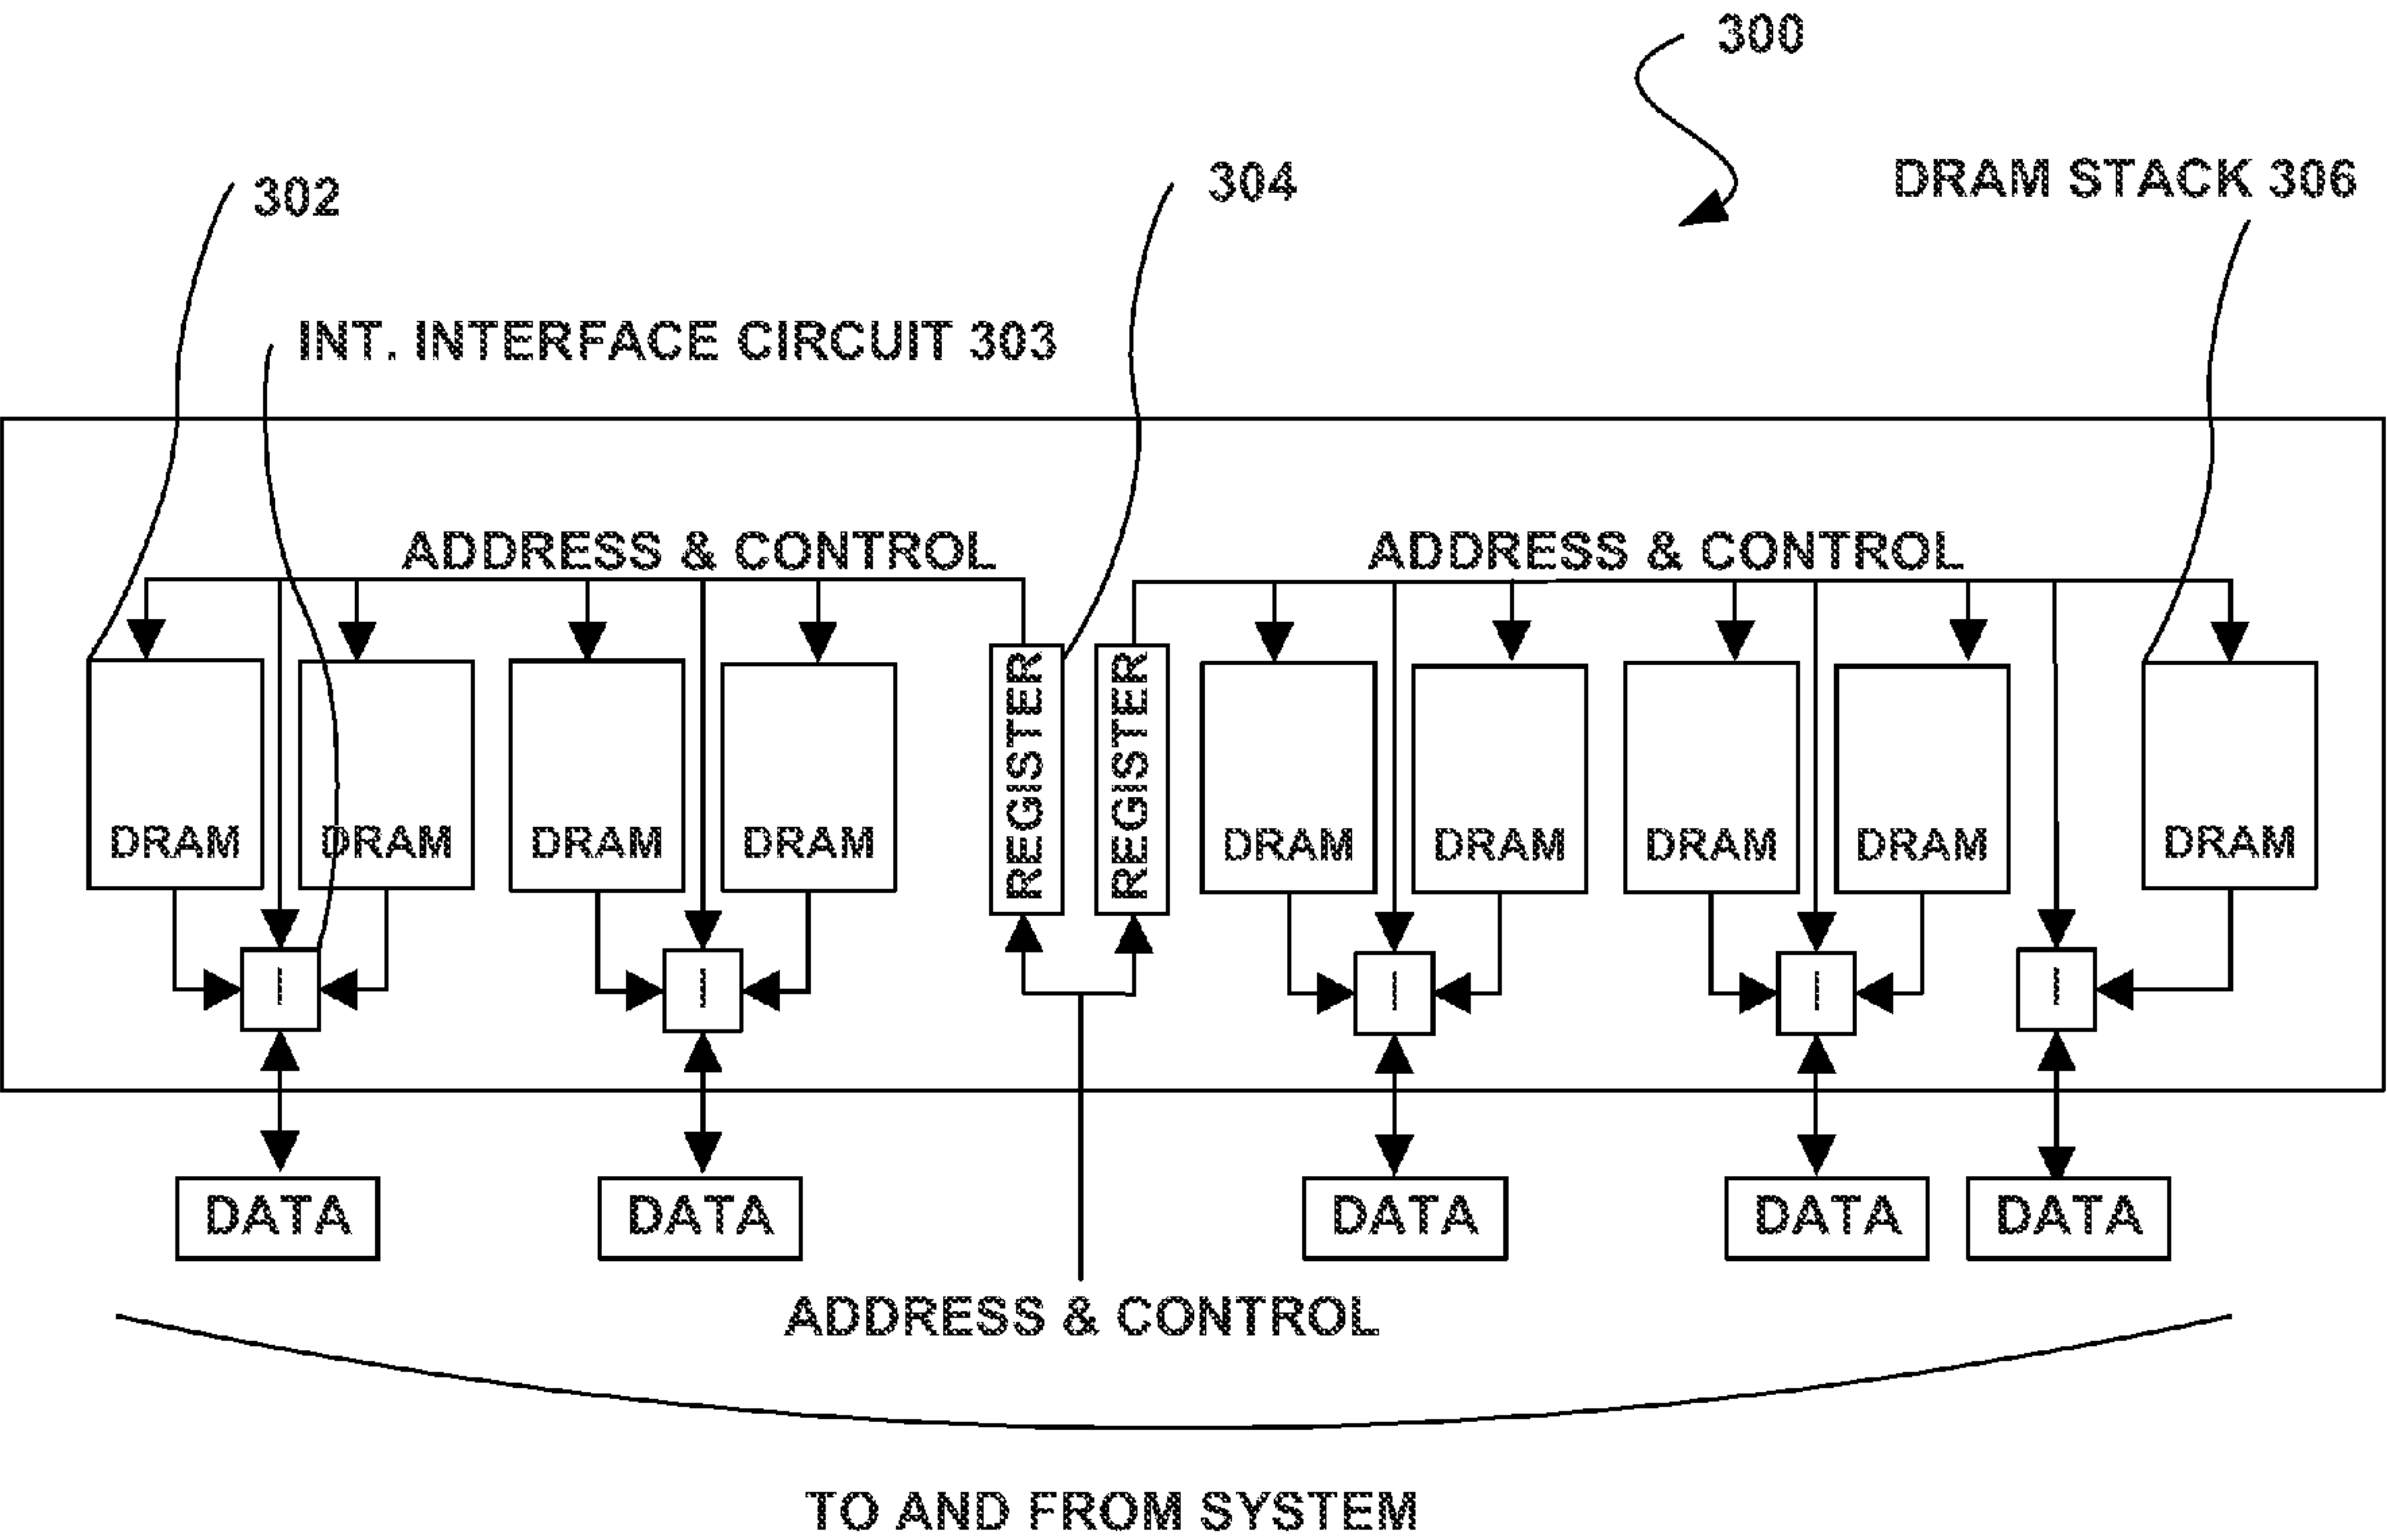 300
302
304
DRAM STACK 306
INT. INTERFACE CIRCUIT 303
ADDRESS & CONTROL
ADDRESS & CONTROL
REGISTER
REGISTER
DRAM
DRAM
DRAM
DRAM
DRAM
DRAM
DRAM
DRAM
DRAM
DATA
DATA
DATA
DATA
DATA
ADDRESS & CONTROL
TO AND FROM SYSTEM